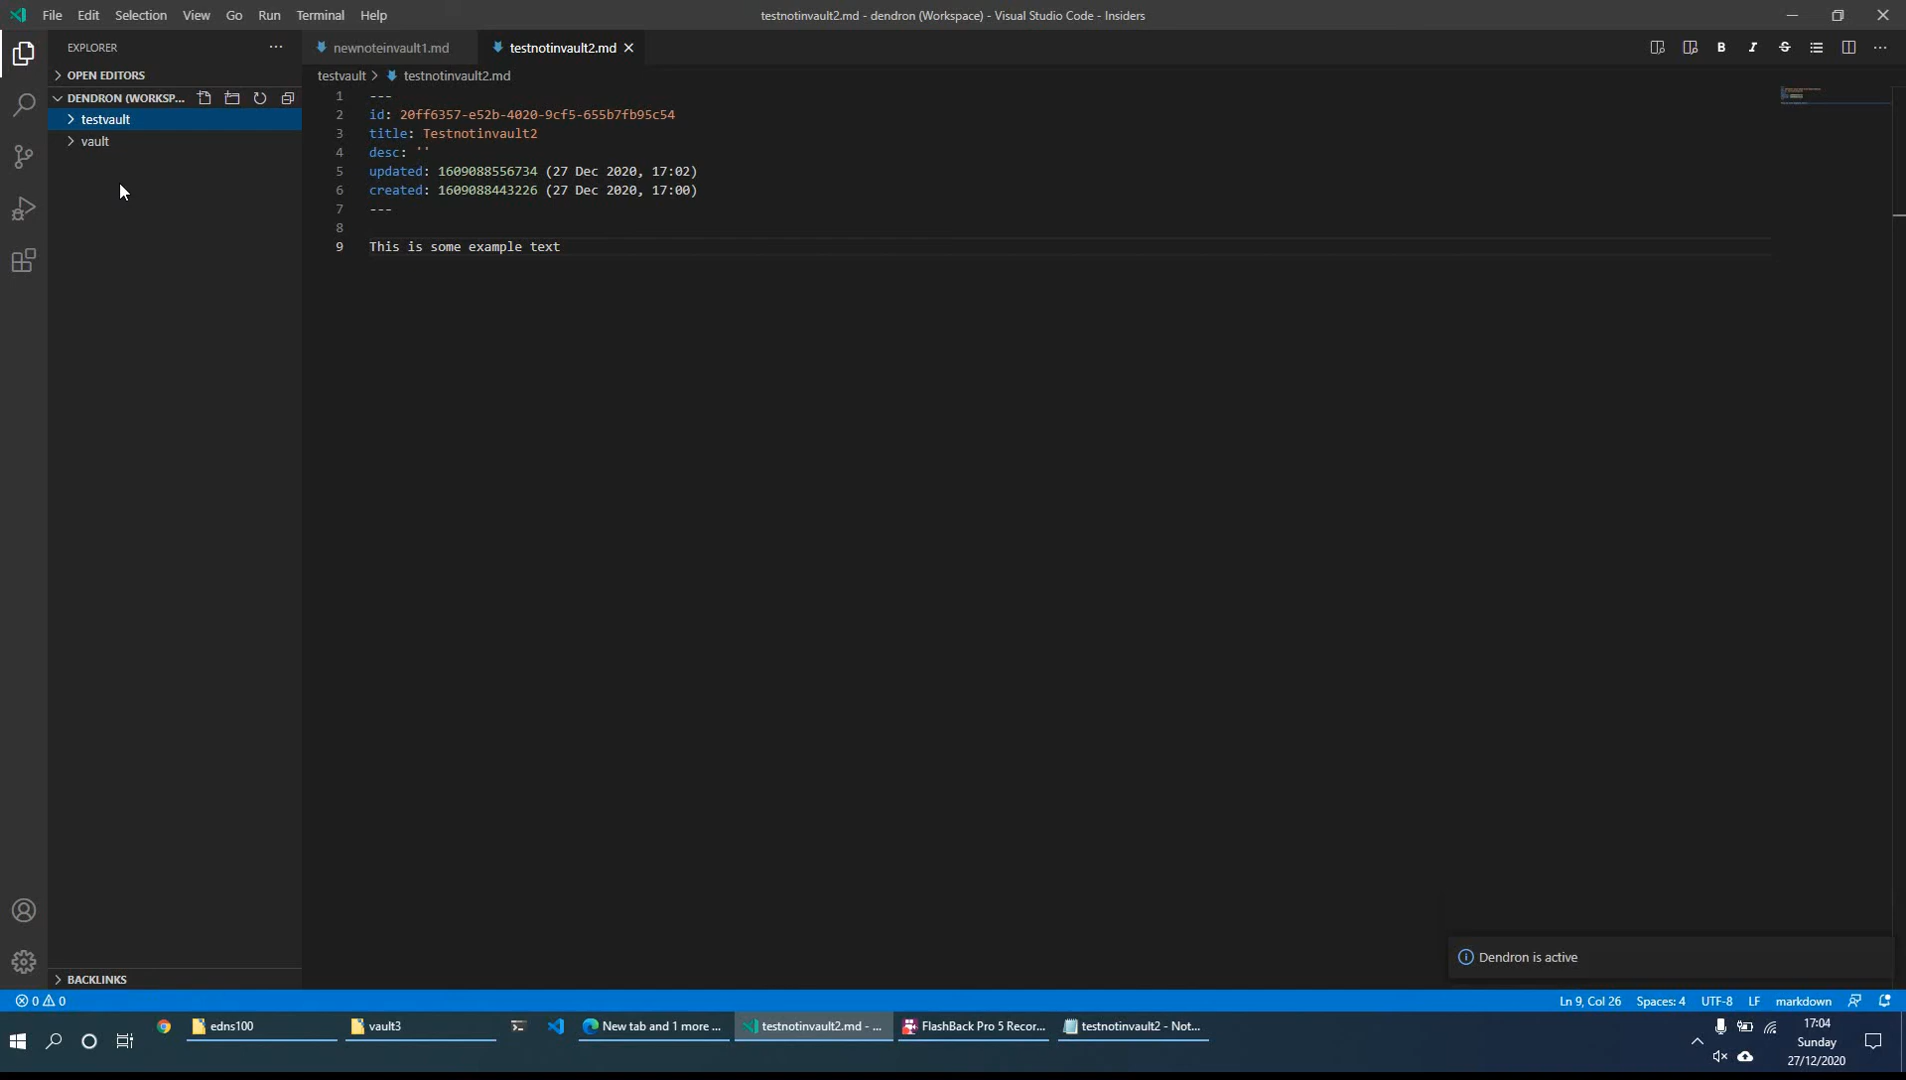 File Edit Selection View Go Run Terminal Help
testnotinvault2.md - dendron (Workspace) - Visual Studio Code - Insiders
EXPLORER
OPEN EDITORS
DENDRON (WORKSP...
testvault
vault
BACKLINKS
newnoteinvault1.md
testnotinvault2.md
testvault > testnotinvault2.md
1 ---
2 id: 20ff6357-e52b-4020-9cf5-655b7fb95c54
3 title: Testnotinvault2
4 desc: ''
5 updated: 1609088556734 (27 Dec 2020, 17:02)
6 created: 1609088443226 (27 Dec 2020, 17:00)
7 ---
8
9 This is some example text
B I S
Dendron is active
0 0
Ln 9, Col 26 Spaces: 4 UTF-8 LF markdown
edns100
vault3
New tab and 1 more ...
testnotinvault2.md - ...
FlashBack Pro 5 Recor...
testnotinvault2 - Not...
17:04
Sunday
27/12/2020